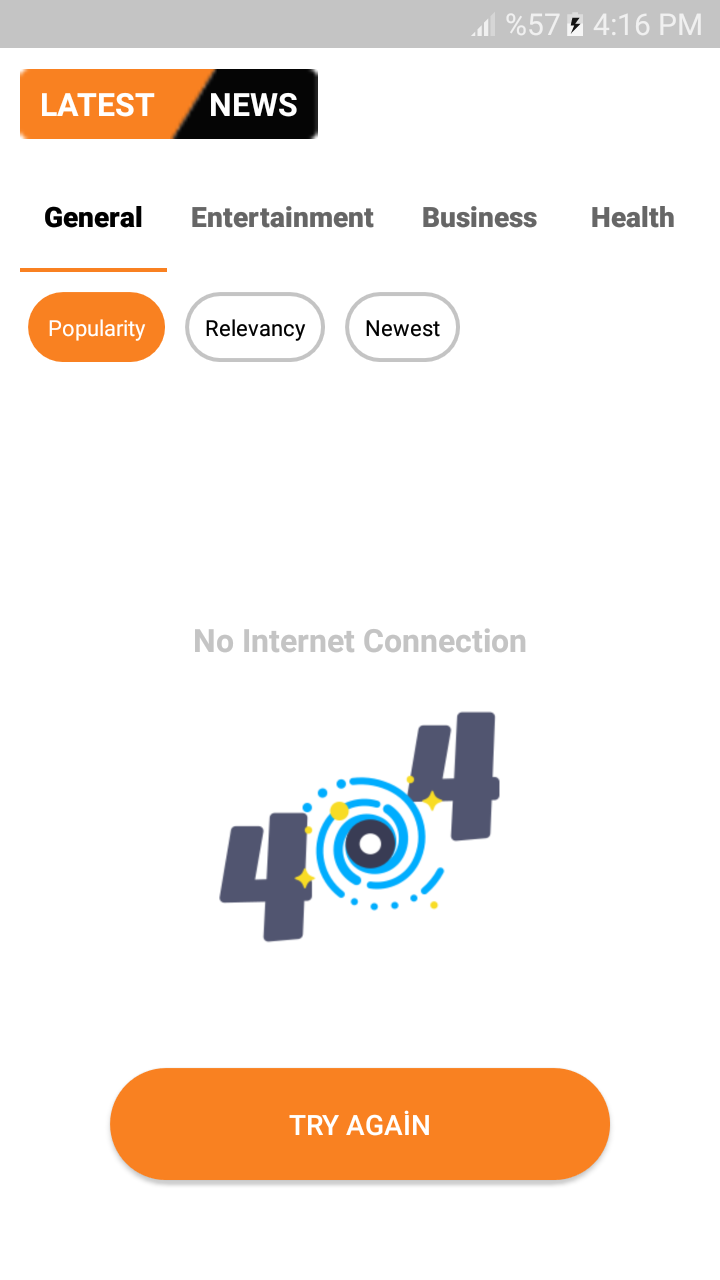 %57 4:16 PM
LATEST NEWS
General Entertainment Business Health
Popularity Relevancy Newest
No Internet Connection
404
TRY AGAİN